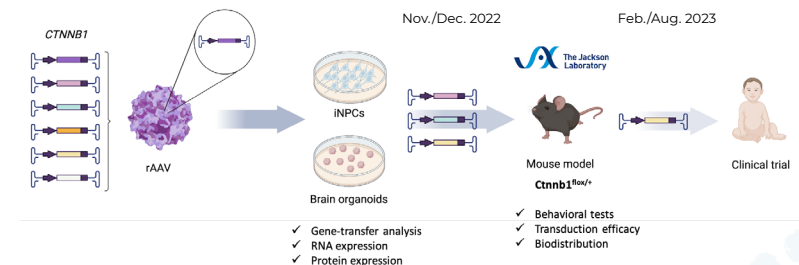 Nov./Dec. 2022
Feb./Aug. 2023
CTNNB1
The Jackson
Laboratory
rAAV
iNPCs
Brain organoids
Mouse model
Ctnnb1flox/+
Clinical trial
✓ Gene-transfer analysis
✓ RNA expression
✓ Protein expression
✓ Behavioral tests
✓ Transduction efficacy
✓ Biodistribution